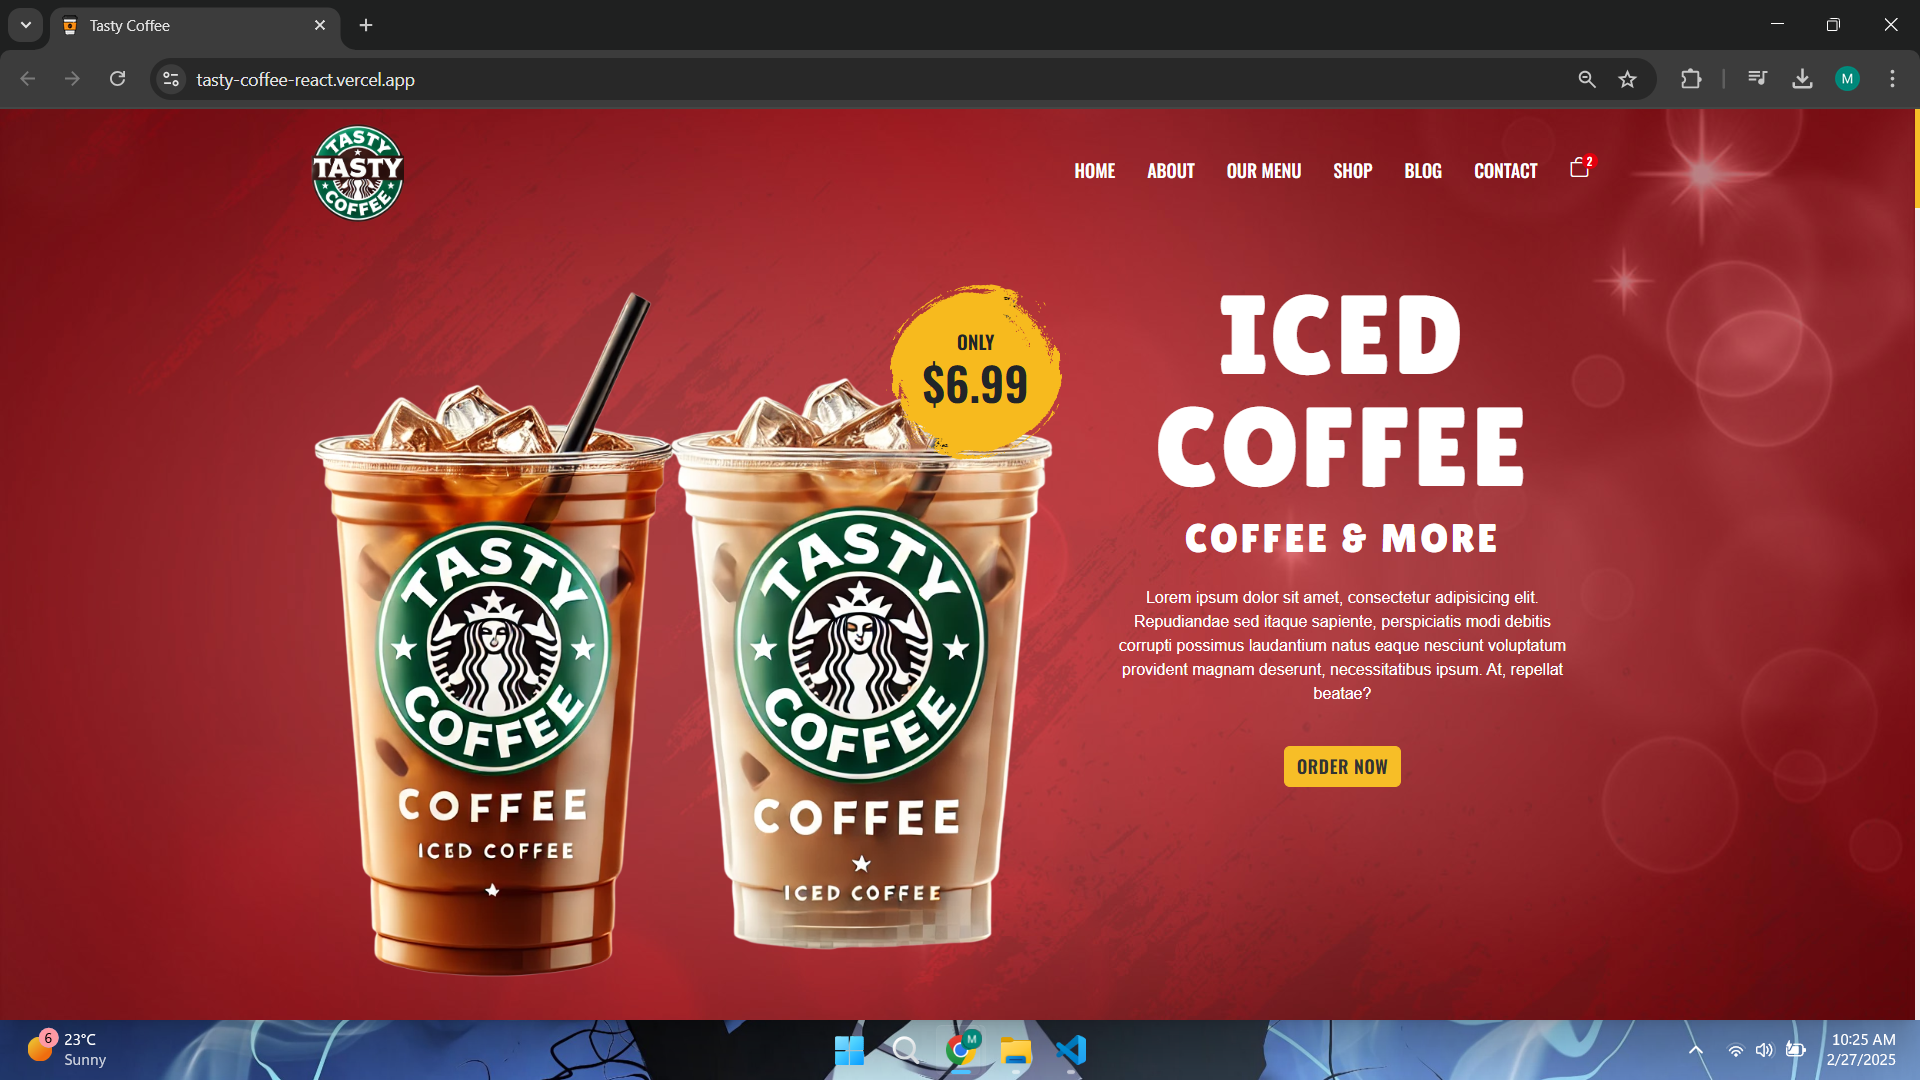 Tasty Coffee
tasty-coffee-react.vercel.app
M
TASTY
TASTY
COFFEE
HOME ABOUT OUR MENU SHOP BLOG CONTACT 2
ONLY
$6.99
ICED
COFFEE
COFFEE & MORE
Lorem ipsum dolor sit amet, consectetur adipisicing elit.
Repudiandae sed itaque sapiente, perspiciatis modi debitis
corrupti possimus laudantium natus eaque nesciunt voluptatum
provident magnam deserunt, necessitatibus ipsum. At, repellat
beatae?
ORDER NOW
TASTY
COFFEE
COFFEE
ICED COFFEE
TASTY
COFFEE
COFFEE
ICED COFFEE
6
23°C
Sunny
M
10:25 AM
2/27/2025